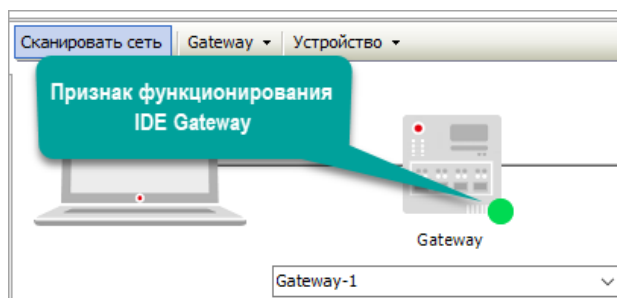 Сканировать сеть Gateway Устройство
Признак функционирования
IDE Gateway
Gateway
Gateway-1